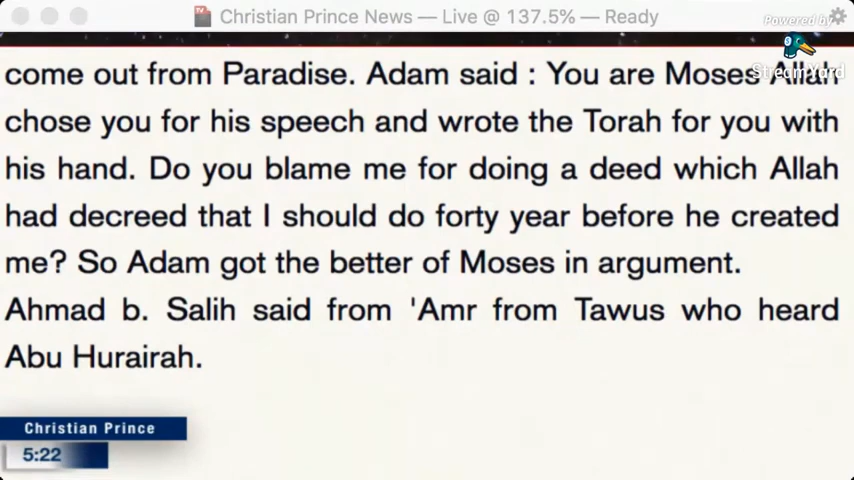 Christian Prince News — Live @ 137.5% — Ready
Powered by
StreamYard
come out from Paradise. Adam said : You are Moses Allah
chose you for his speech and wrote the Torah for you with
his hand. Do you blame me for doing a deed which Allah
had decreed that I should do forty year before he created
me? So Adam got the better of Moses in argument.
Ahmad b. Salih said from 'Amr from Tawus who heard
Abu Hurairah.
Christian Prince
5:22